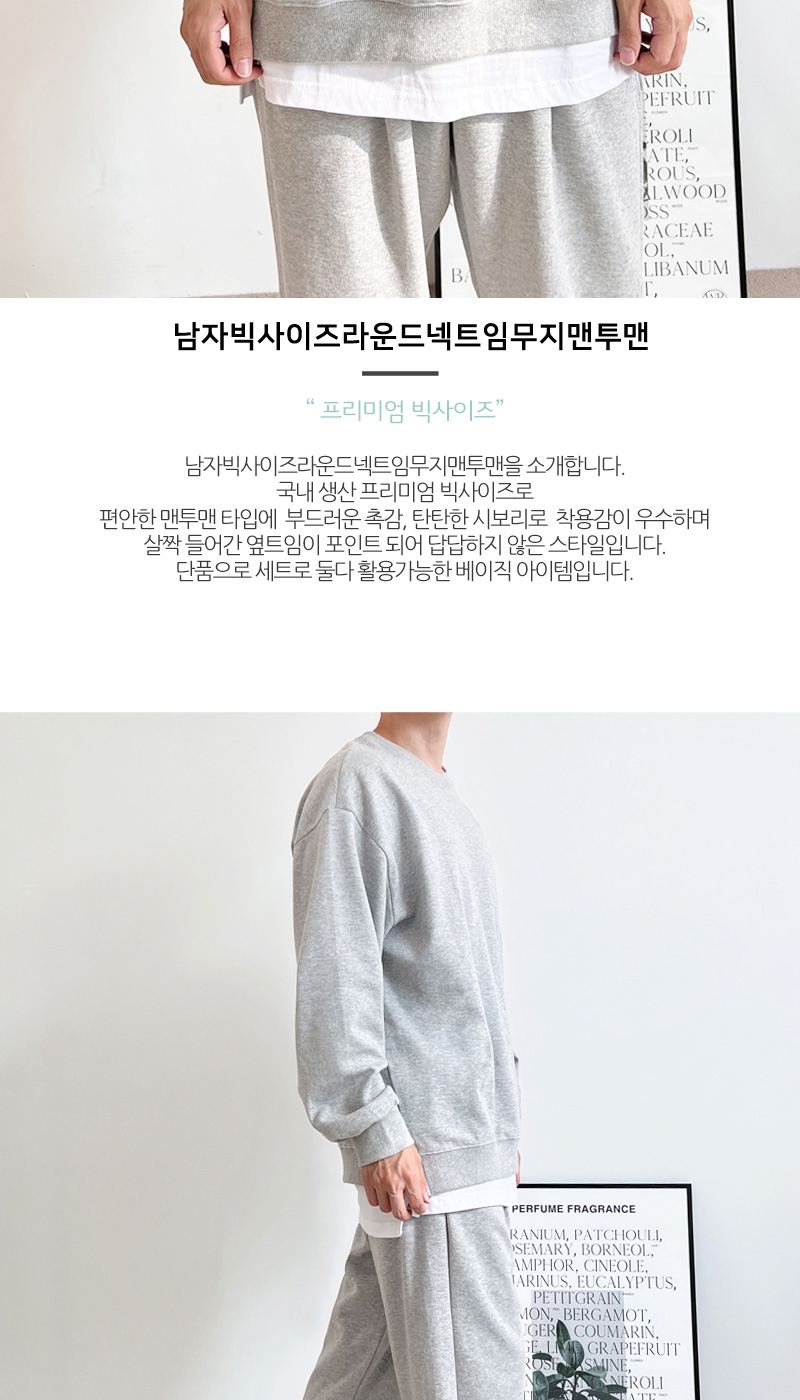 ARIN,
NEROLI
ALWOOD
RACEAE
LIBANUM
BA
남자빅사이즈라운드넥트임무지맨투맨
“ 프리미엄 빅사이즈”
남자빅사이즈라운드넥트임무지맨투맨을 소개합니다.
국내 생산 프리미엄 빅사이즈로
편안한 맨투맨 타입에 부드러운 촉감, 탄탄한 시보리로 착용감이 우수하며
살짝 들어간 옆트임이 포인트 되어 답답하지 않은 스타일입니다.
단품으로 세트로 둘다 활용가능한 베이직 아이템입니다.
PERFUME FRAGRANCE
RANIUM, PATCHOULI,
OSEMARY, BORNEOL,
AMPHOR, CINEOLE,
MARINUS, EUCALYPTUS,
PETITGRAIN
MON, BERGAMOT,
COUMARIN,
GRAPEFRUIT